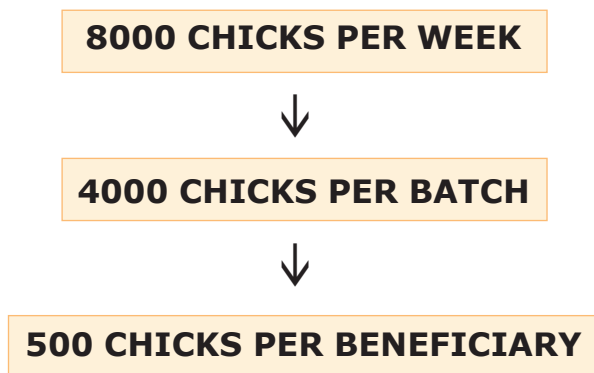 8000 CHICKS PER WEEK
4000 CHICKS PER BATCH
500 CHICKS PER BENEFICIARY